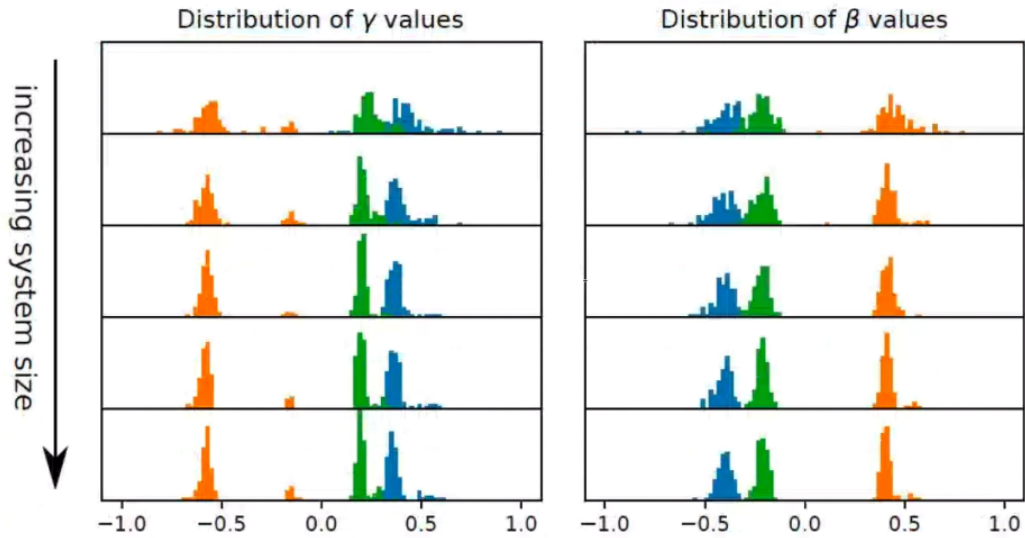 Distribution of γ values
Distribution of β values
increasing system size
−1.0 −0.5 0.0 0.5 1.0
−1.0 −0.5 0.0 0.5 1.0